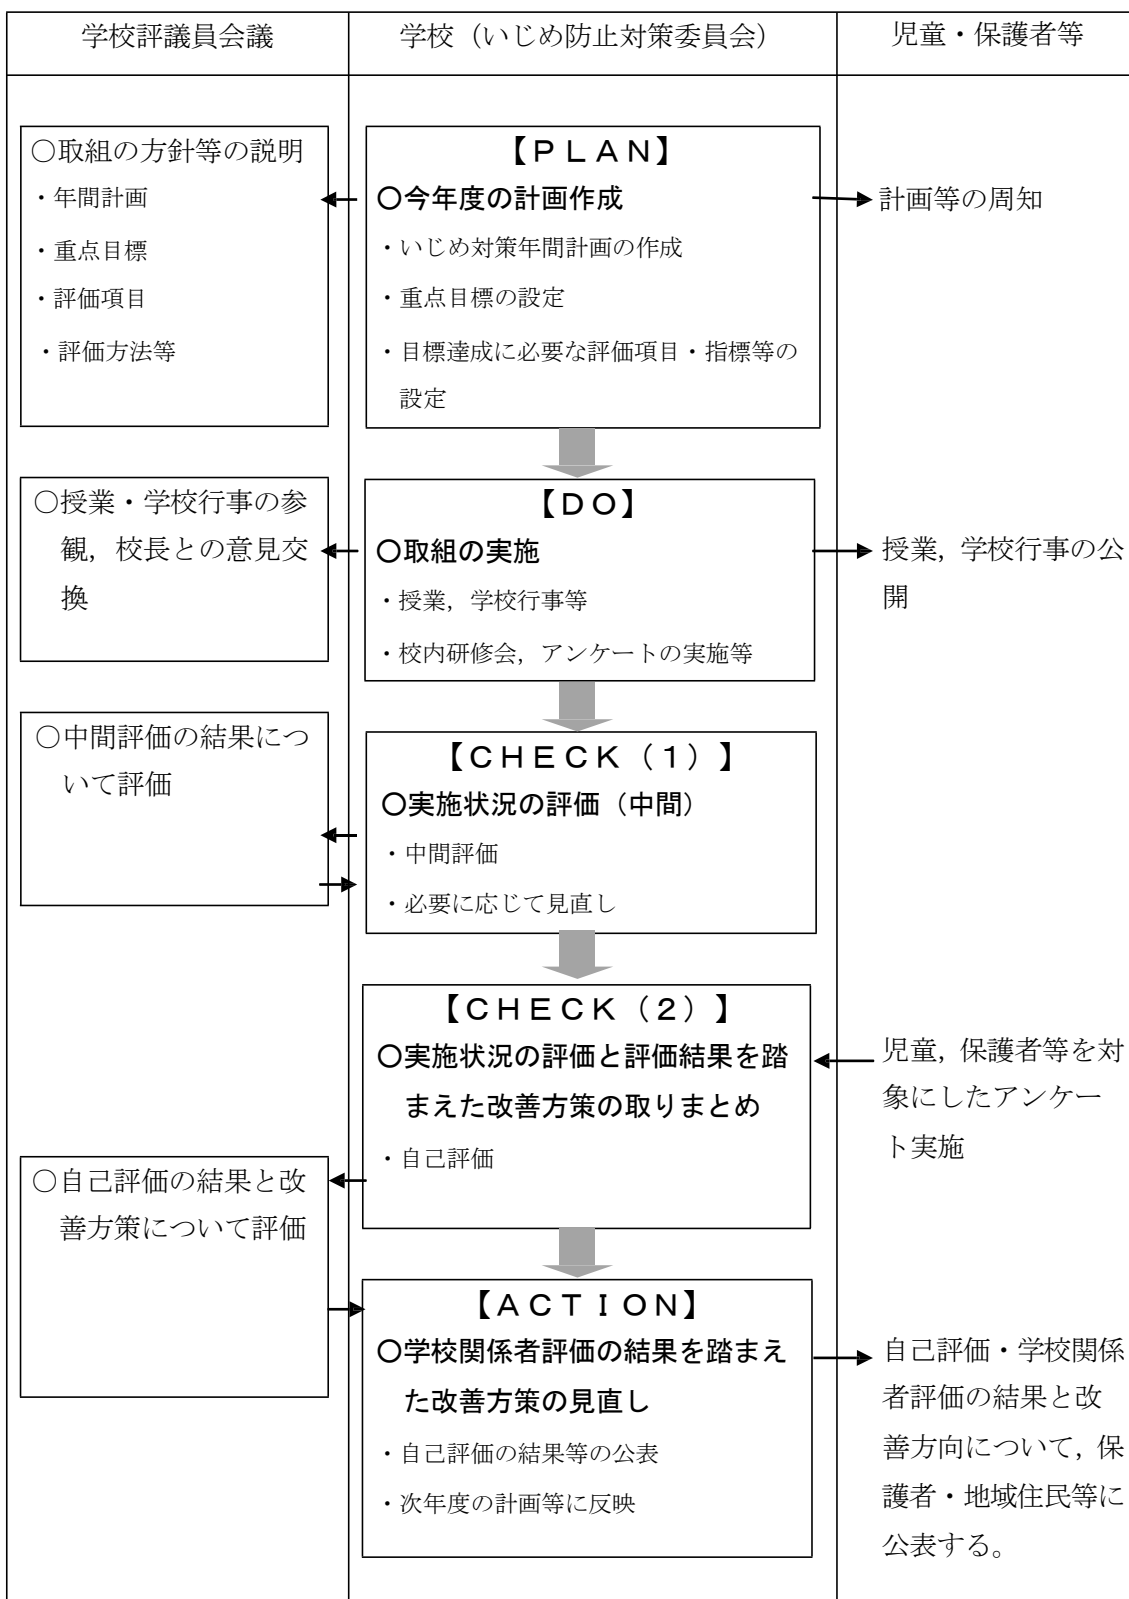 学校評議員会議
学校（いじめ防止対策委員会）
児童・保護者等
○取組の方針等の説明
・年間計画
・重点目標
・評価項目
・評価方法等
【ＰＬＡＮ】
○今年度の計画作成
・いじめ対策年間計画の作成
・重点目標の設定
・目標達成に必要な評価項目・指標等の
設定
計画等の周知
○授業・学校行事の参
観，校長との意見交
換
【ＤＯ】
○取組の実施
・授業，学校行事等
・校内研修会，アンケートの実施等
授業，学校行事の公
開
○中間評価の結果につ
いて評価
【ＣＨＥＣＫ（１）】
○実施状況の評価（中間）
・中間評価
・必要に応じて見直し
【ＣＨＥＣＫ（２）】
○実施状況の評価と評価結果を踏
まえた改善方策の取りまとめ
・自己評価
児童，保護者等を対
象にしたアンケー
ト実施
○自己評価の結果と改
善方策について評価
【ＡＣＴＩＯＮ】
○学校関係者評価の結果を踏まえ
た改善方策の見直し
・自己評価の結果等の公表
・次年度の計画等に反映
自己評価・学校関係
者評価の結果と改
善方向について，保
護者・地域住民等に
公表する。